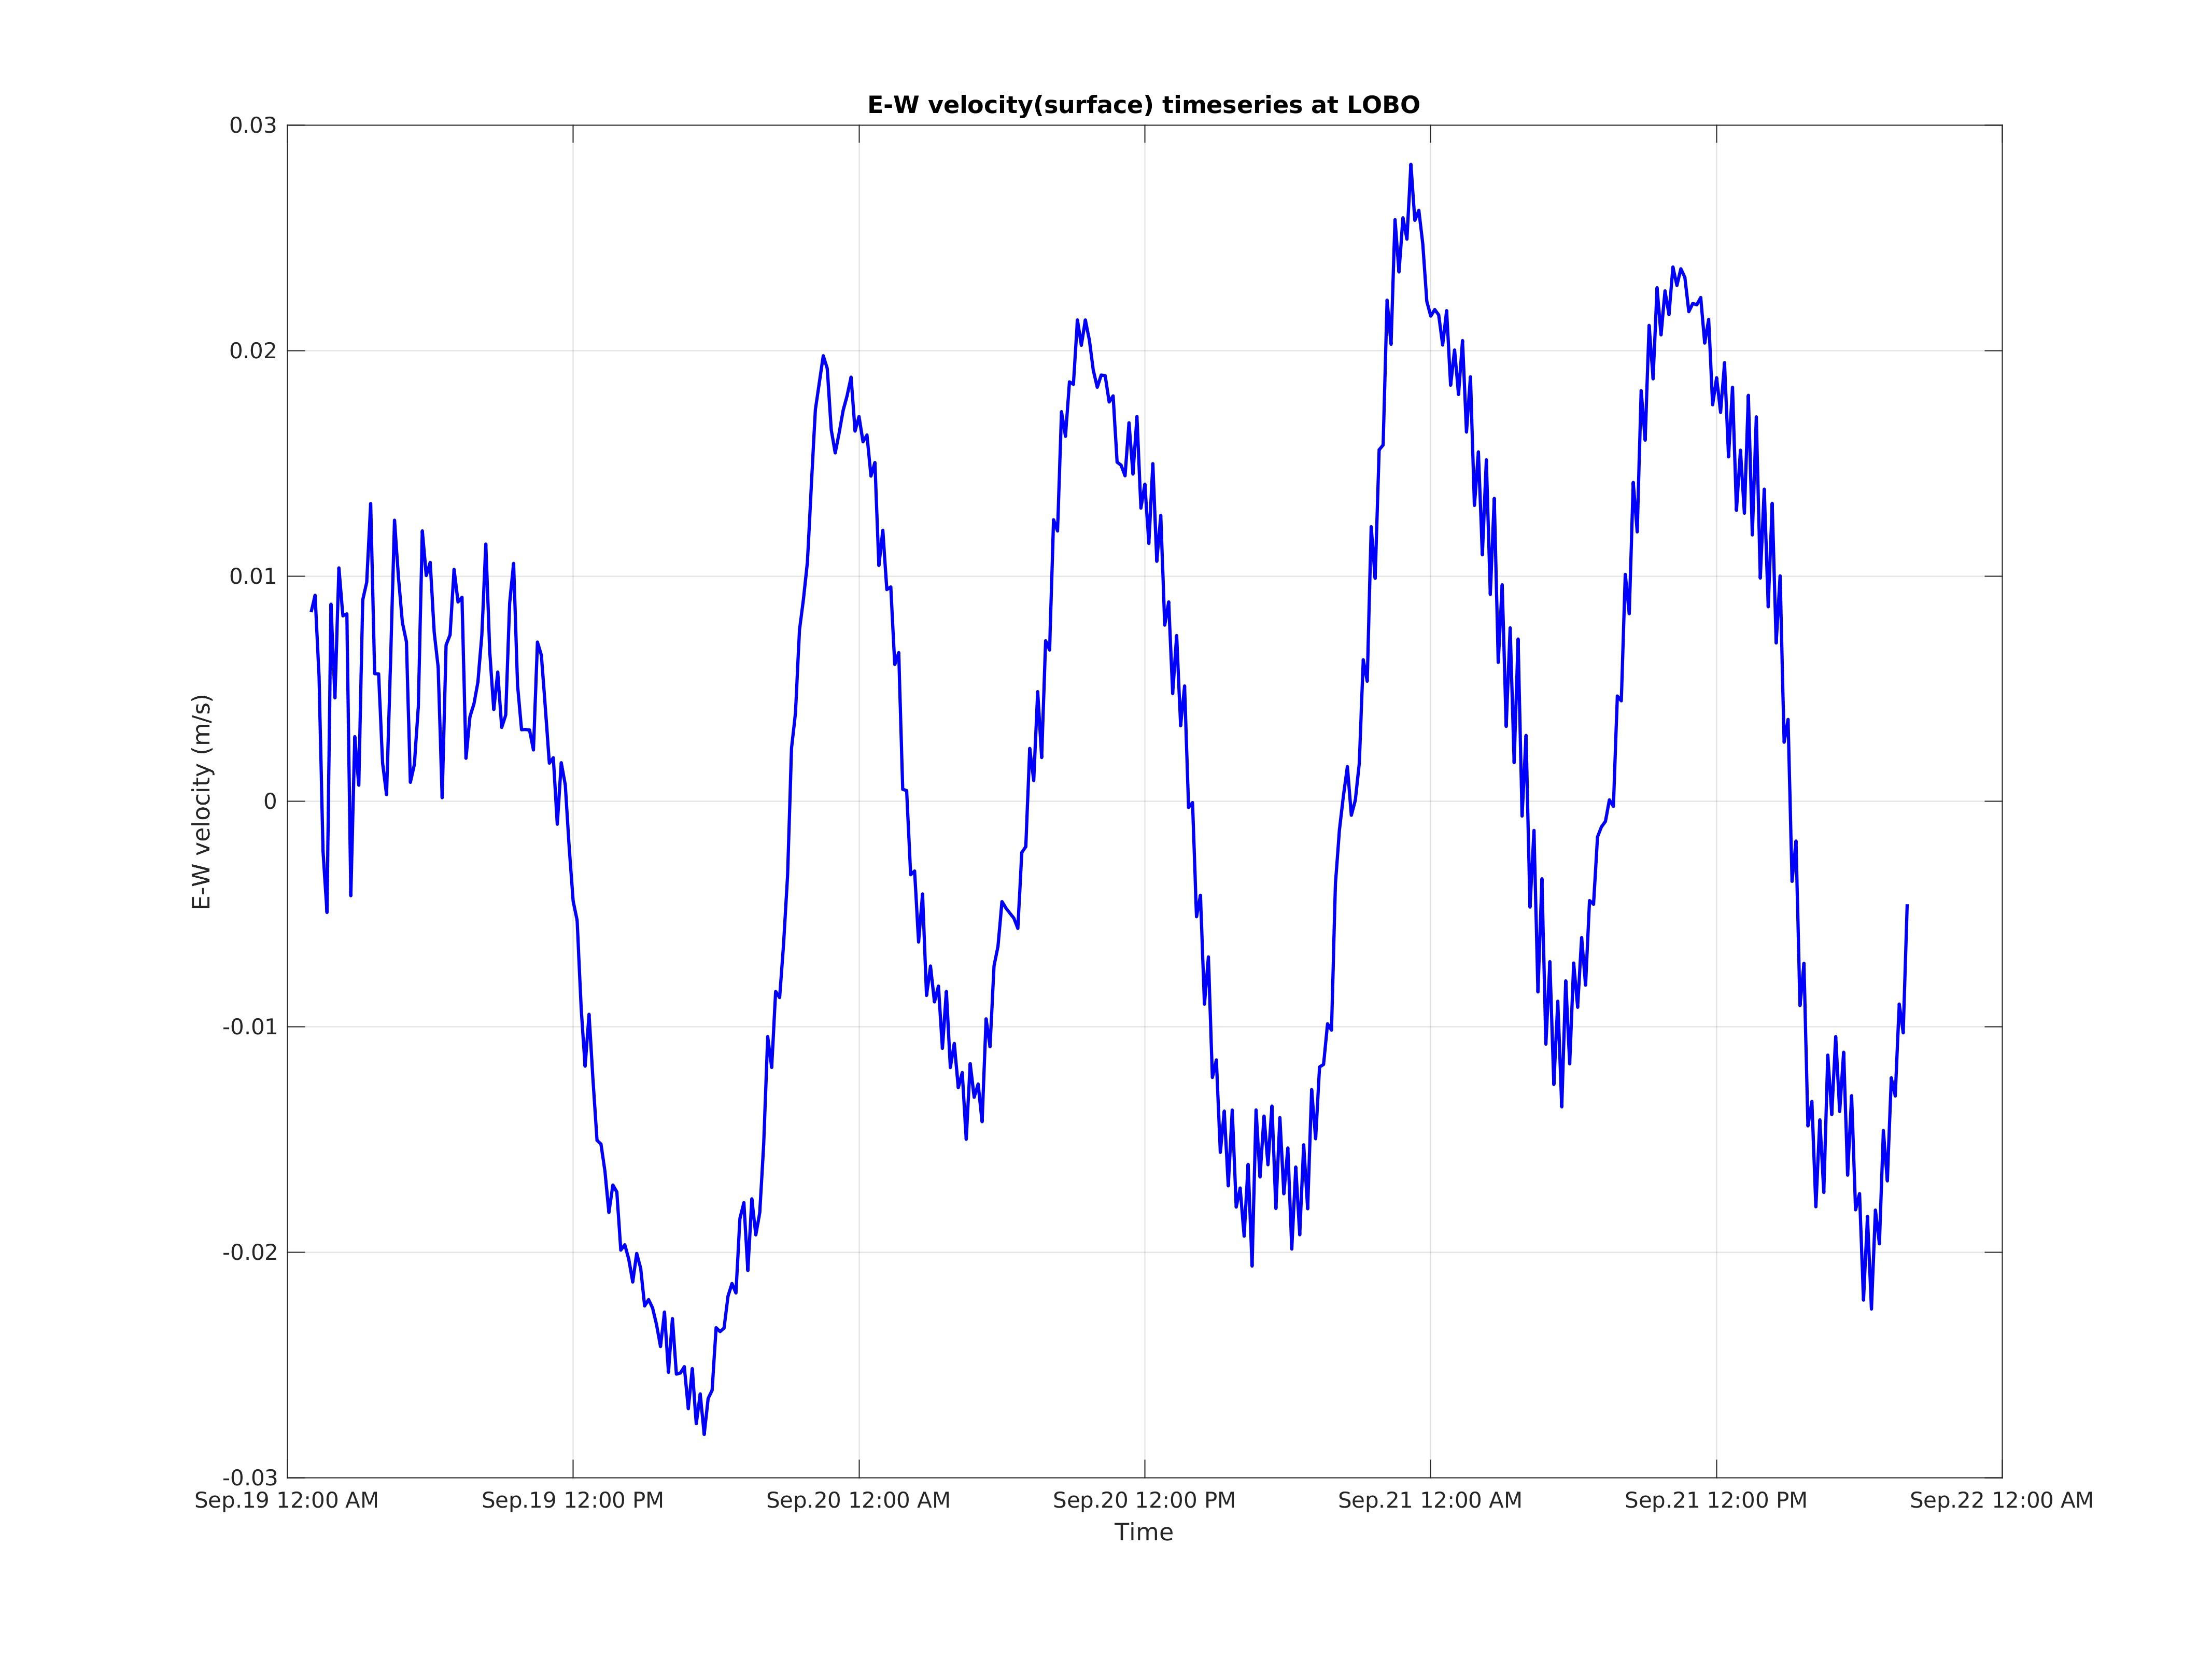 E-W velocity(surface) timeseries at LOBO
0.03
0.02
0.01
0
-0.01
-0.02
-0.03
E-W velocity (m/s)
Sep.19 12:00 AM
Sep.19 12:00 PM
Sep.20 12:00 AM
Sep.20 12:00 PM
Sep.21 12:00 AM
Sep.21 12:00 PM
Sep.22 12:00 AM
Time